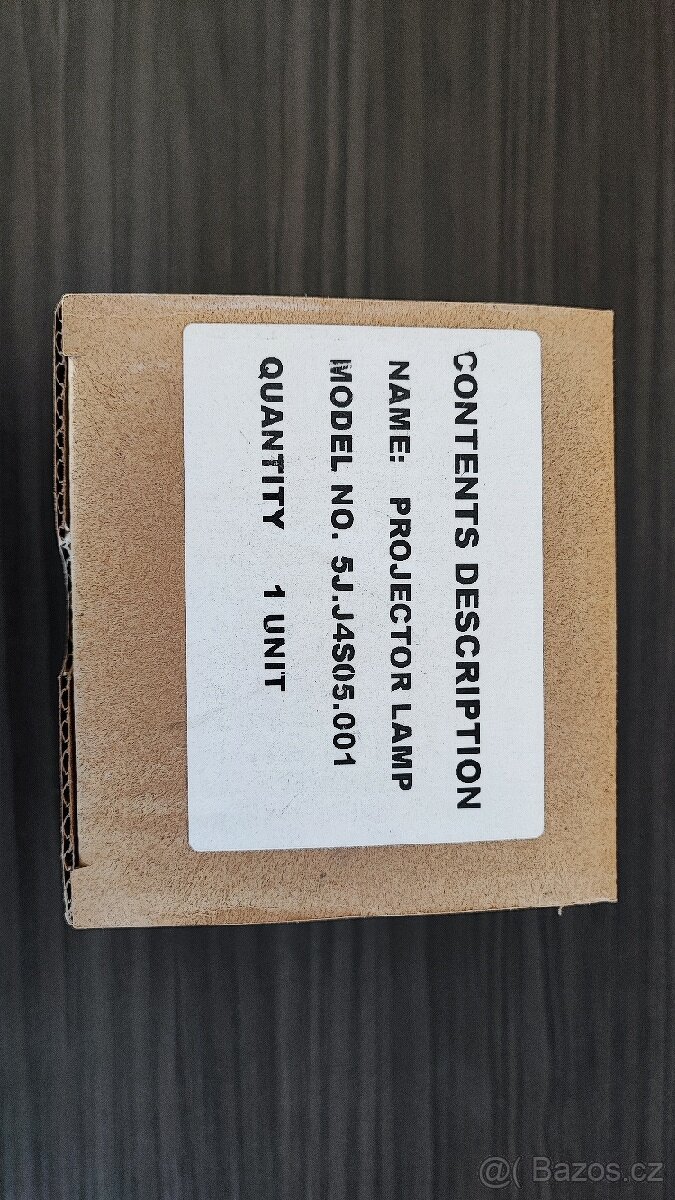 CONTENTS DESCRIPTION
NAME: PROJECTOR LAMP
MODEL NO. 5J.J4S05.001
QUANTITY 1 UNIT
@( Bazos.cz